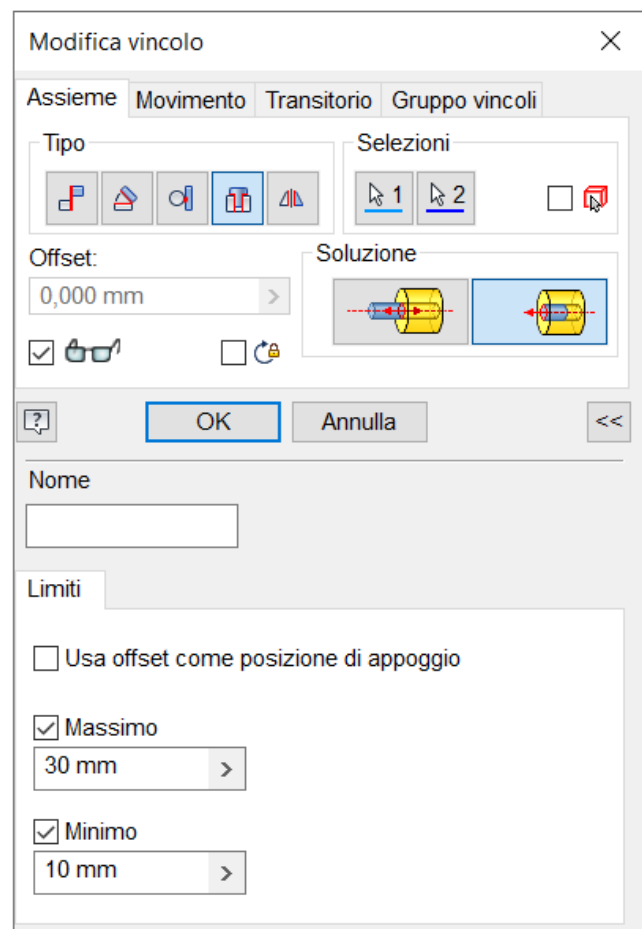 Modifica vincolo
Assieme Movimento Transitorio Gruppo vincoli
Tipo Selezioni
1 2
Offset: Soluzione
0,000 mm >
? OK Annulla <<
Nome
Limiti
Usa offset come posizione di appoggio
Massimo
30 mm >
Minimo
10 mm >